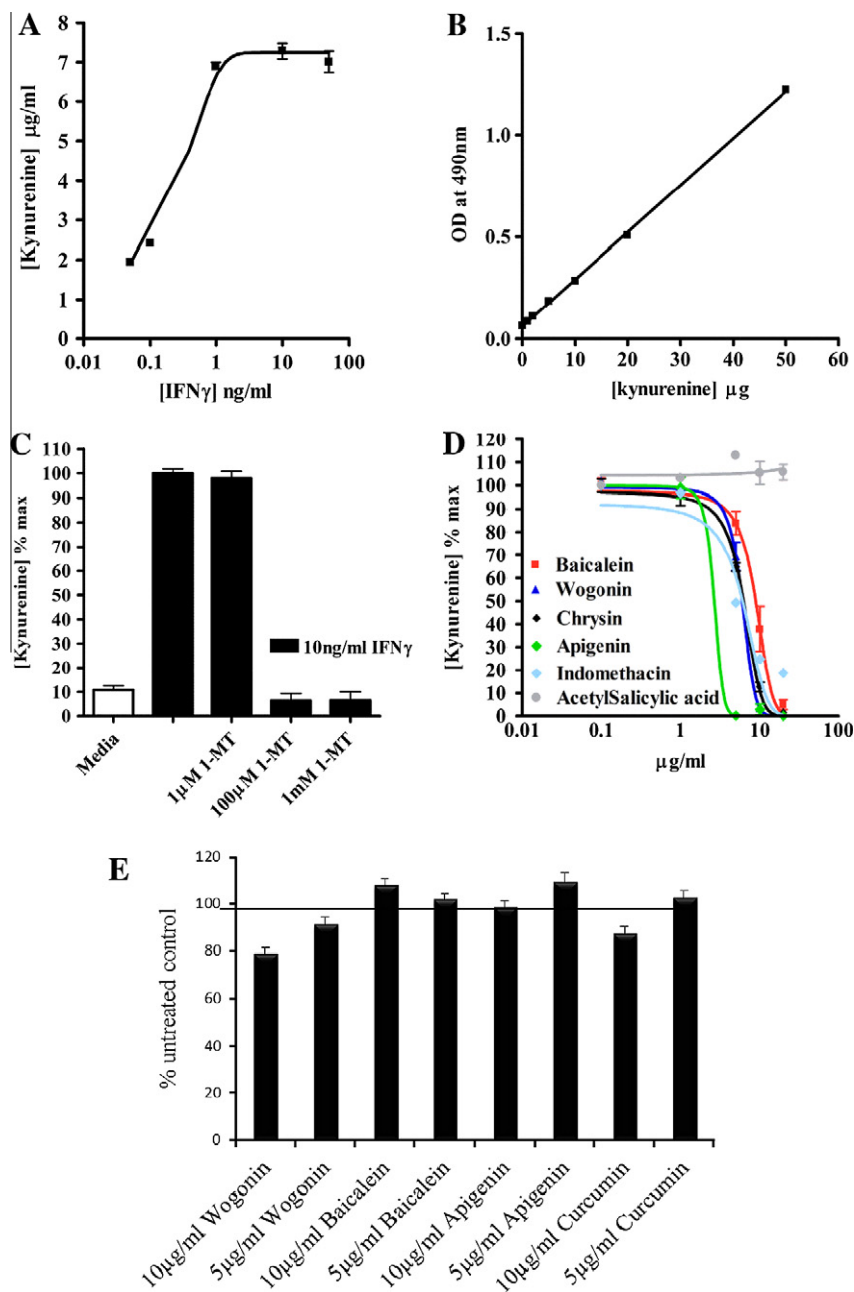 A
8
7
6
5
4
3
2
1
0
[Kynurenine] µg/ml
0.01 0.1 1 10 100
[IFNγ] ng/ml
B
1.5
1.0
0.5
0.0
OD at 490nm
0 10 20 30 40 50 60
[kynurenine] µg
C
110
100
90
80
70
60
50
40
30
20
10
0
[Kynurenine] % max
10ng/ml IFNγ
Media
1µM 1-MT
100µM 1-MT
1mM 1-MT
D
120
110
100
90
80
70
60
50
40
30
20
10
0
[Kynurenine] % max
Baicalein
Wogonin
Chrysin
Apigenin
Indomethacin
AcetylSalicylic acid
0.01 0.1 1 10 100
µg/ml
E
120
100
80
60
40
20
0
% untreated control
10µg/ml Wogonin
5µg/ml Wogonin
10µg/ml Baicalein
5µg/ml Baicalein
10µg/ml Apigenin
5µg/ml Apigenin
10µg/ml Curcumin
5µg/ml Curcumin